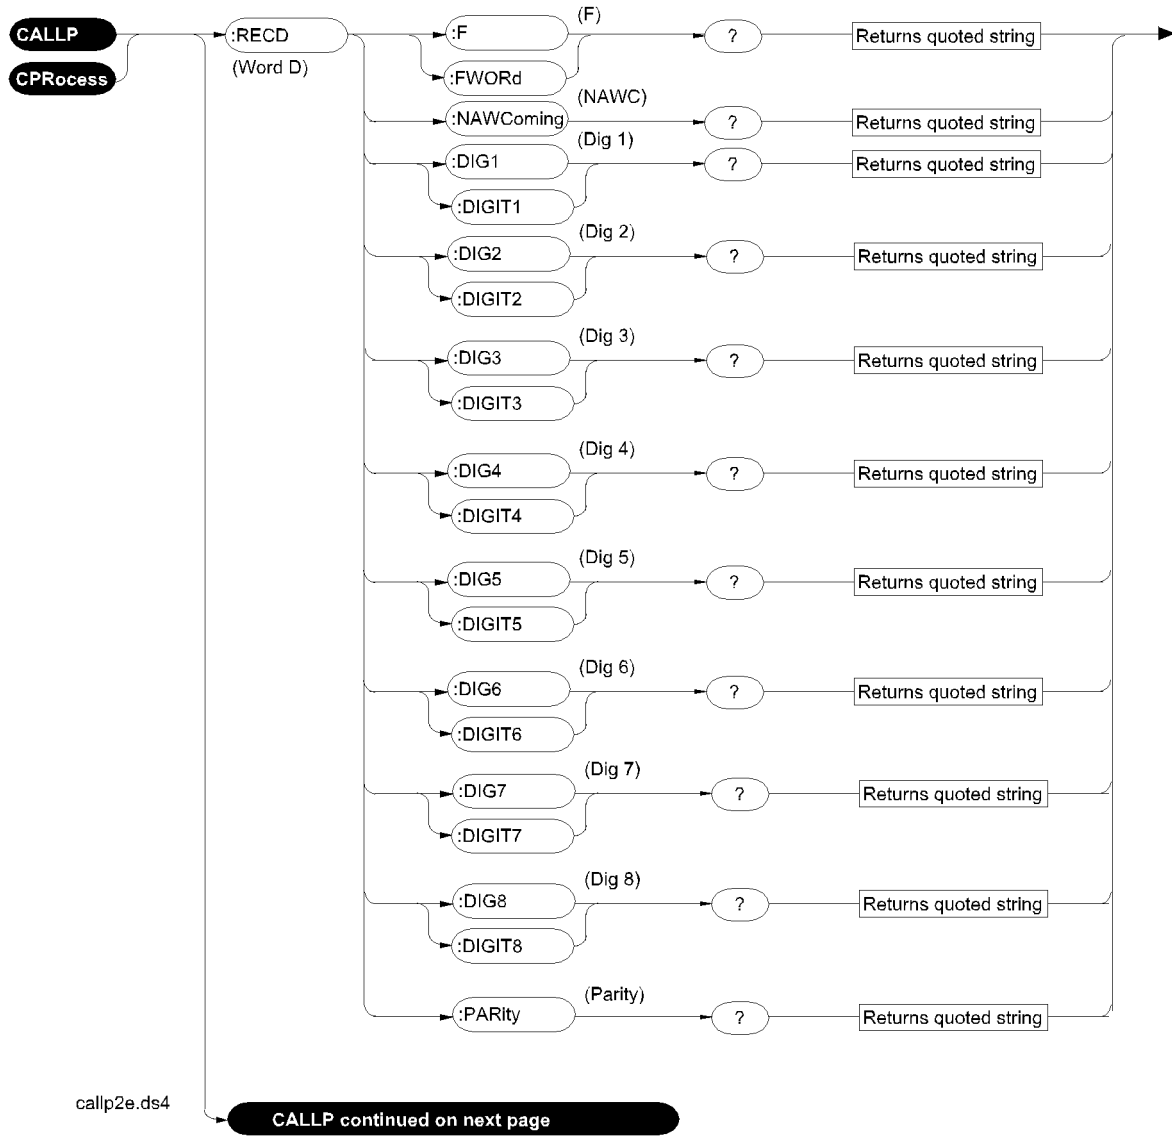 CALLP
CPRocess
:RECD
(Word D)
:F
(F)
?
Returns quoted string
:FWORd
:NAWComing
(NAWC)
?
Returns quoted string
:DIG1
(Dig 1)
?
Returns quoted string
:DIGIT1
:DIG2
(Dig 2)
?
Returns quoted string
:DIGIT2
:DIG3
(Dig 3)
?
Returns quoted string
:DIGIT3
:DIG4
(Dig 4)
?
Returns quoted string
:DIGIT4
:DIG5
(Dig 5)
?
Returns quoted string
:DIGIT5
:DIG6
(Dig 6)
?
Returns quoted string
:DIGIT6
:DIG7
(Dig 7)
?
Returns quoted string
:DIGIT7
:DIG8
(Dig 8)
?
Returns quoted string
:DIGIT8
:PARity
(Parity)
?
Returns quoted string
callp2e.ds4
CALLP continued on next page